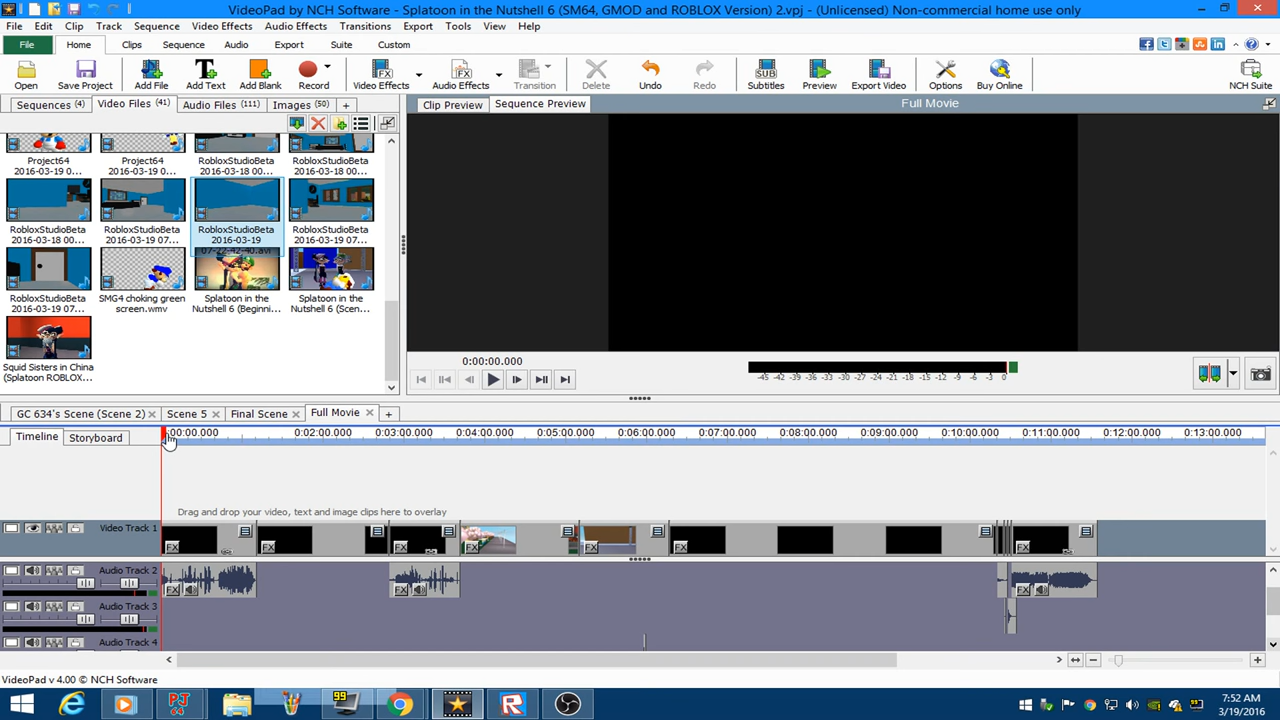 VideoPad by NCH Software - Splatoon in the Nutshell 6 (SM64, GMOD and ROBLOX Version) 2.vpj - (Unlicensed) Non-commercial home use only
File Edit Clip Track Sequence Video Effects Audio Effects Transitions Export Tools View Help
File Home Clips Sequence Audio Export Suite Custom
Open Save Project Add File Add Text Add Blank Record Video Effects Audio Effects Transition Delete Undo Redo Subtitles Preview Export Video Options Buy Online NCH Suite
Sequences (4) Video Files (41) Audio Files (111) Images (50) +
Clip Preview Sequence Preview Full Movie
Project64 2016-03-19 0...
Project64 2016-03-19 0...
RobloxStudioBeta 2016-03-18 00...
RobloxStudioBeta 2016-03-18 00...
RobloxStudioBeta 2016-03-18 00...
RobloxStudioBeta 2016-03-19 07...
RobloxStudioBeta 2016-03-19
RobloxStudioBeta 2016-03-19 07...
RobloxStudioBeta 2016-03-19 07...
SMG4 choking green screen.wmv
Splatoon in the Nutshell 6 (Beginni...
Splatoon in the Nutshell 6 (Scen...
Squid Sisters in China (Splatoon ROBLOX...
0:00:00.000
-45 -42 -39 -36 -33 -30 -27 -24 -21 -18 -15 -12 -9 -6 -3 0
GC 634's Scene (Scene 2) Scene 5 Final Scene Full Movie +
Timeline Storyboard
:00:00.000 0:02:00.000 0:03:00.000 0:04:00.000 0:05:00.000 0:06:00.000 0:07:00.000 0:08:00.000 0:09:00.000 0:10:00.000 0:11:00.000 0:12:00.000 0:13:00.000
Drag and drop your video, text and image clips here to overlay
Video Track 1
FX FX FX FX FX FX FX
Audio Track 2
FX FX FX
Audio Track 3
Audio Track 4
VideoPad v 4.00 © NCH Software
PJ 64
99
7:52 AM
3/19/2016